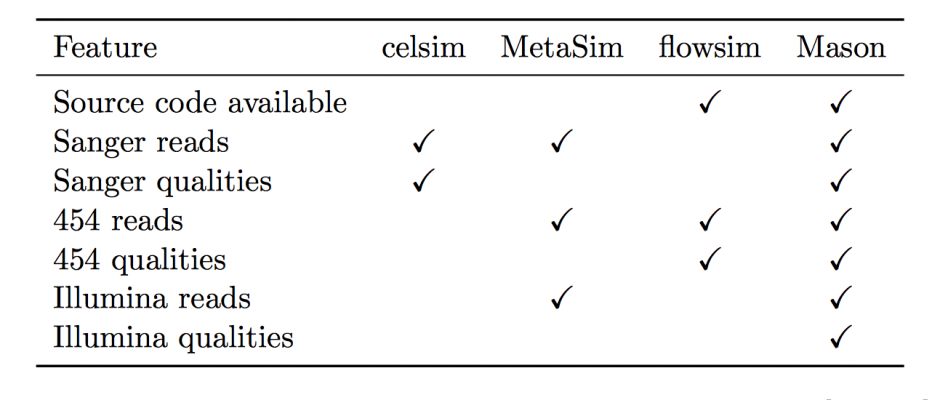 Feature celsim MetaSim flowsim Mason
Source code available ✓ ✓
Sanger reads ✓ ✓ ✓
Sanger qualities ✓ ✓
454 reads ✓ ✓ ✓
454 qualities ✓ ✓
Illumina reads ✓ ✓
Illumina qualities ✓